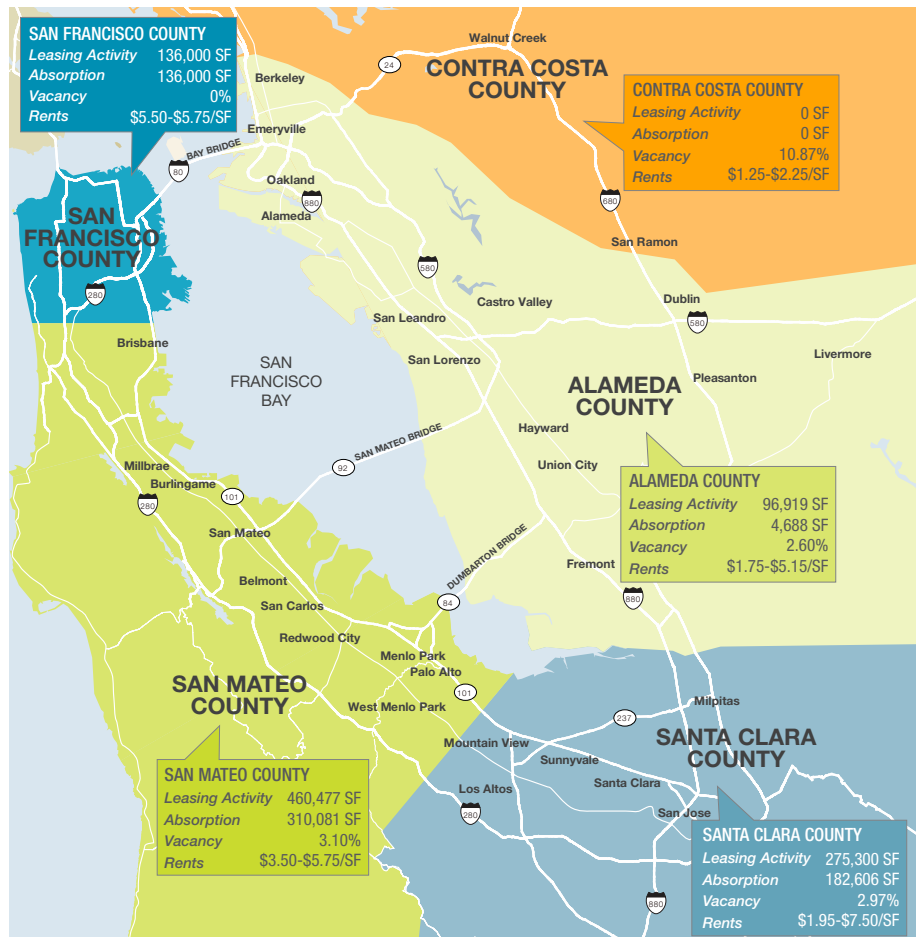 SAN FRANCISCO COUNTY
Leasing Activity 136,000 SF
Absorption 136,000 SF
Vacancy 0%
Rents $5.50-$5.75/SF
Walnut Creek
24
CONTRA COSTA
COUNTY
Berkeley
CONTRA COSTA COUNTY
Leasing Activity 0 SF
Absorption 0 SF
Vacancy 10.87%
Rents $1.25-$2.25/SF
Emeryville
BAY BRIDGE
80
Oakland
880
Alameda
680
SAN
FRANCISCO
COUNTY
280
San Ramon
580
Castro Valley
Dublin
580
San Leandro
Brisbane
San Lorenzo
Livermore
SAN
FRANCISCO
BAY
Pleasanton
ALAMEDA
COUNTY
Hayward
SAN MATEO BRIDGE
92
Union City
Millbrae
Burlingame
101
280
ALAMEDA COUNTY
Leasing Activity 96,919 SF
Absorption 4,688 SF
Vacancy 2.60%
Rents $1.75-$5.15/SF
San Mateo
DUMBARTON BRIDGE
84
Fremont
880
Belmont
San Carlos
Redwood City
Menlo Park
Palo Alto
101
SAN MATEO
COUNTY
West Menlo Park
Milpitas
237
SANTA CLARA
COUNTY
Mountain View
Sunnyvale
Santa Clara
Los Altos
280
San Jose
SAN MATEO COUNTY
Leasing Activity 460,477 SF
Absorption 310,081 SF
Vacancy 3.10%
Rents $3.50-$5.75/SF
SANTA CLARA COUNTY
Leasing Activity 275,300 SF
Absorption 182,606 SF
Vacancy 2.97%
Rents $1.95-$7.50/SF
880